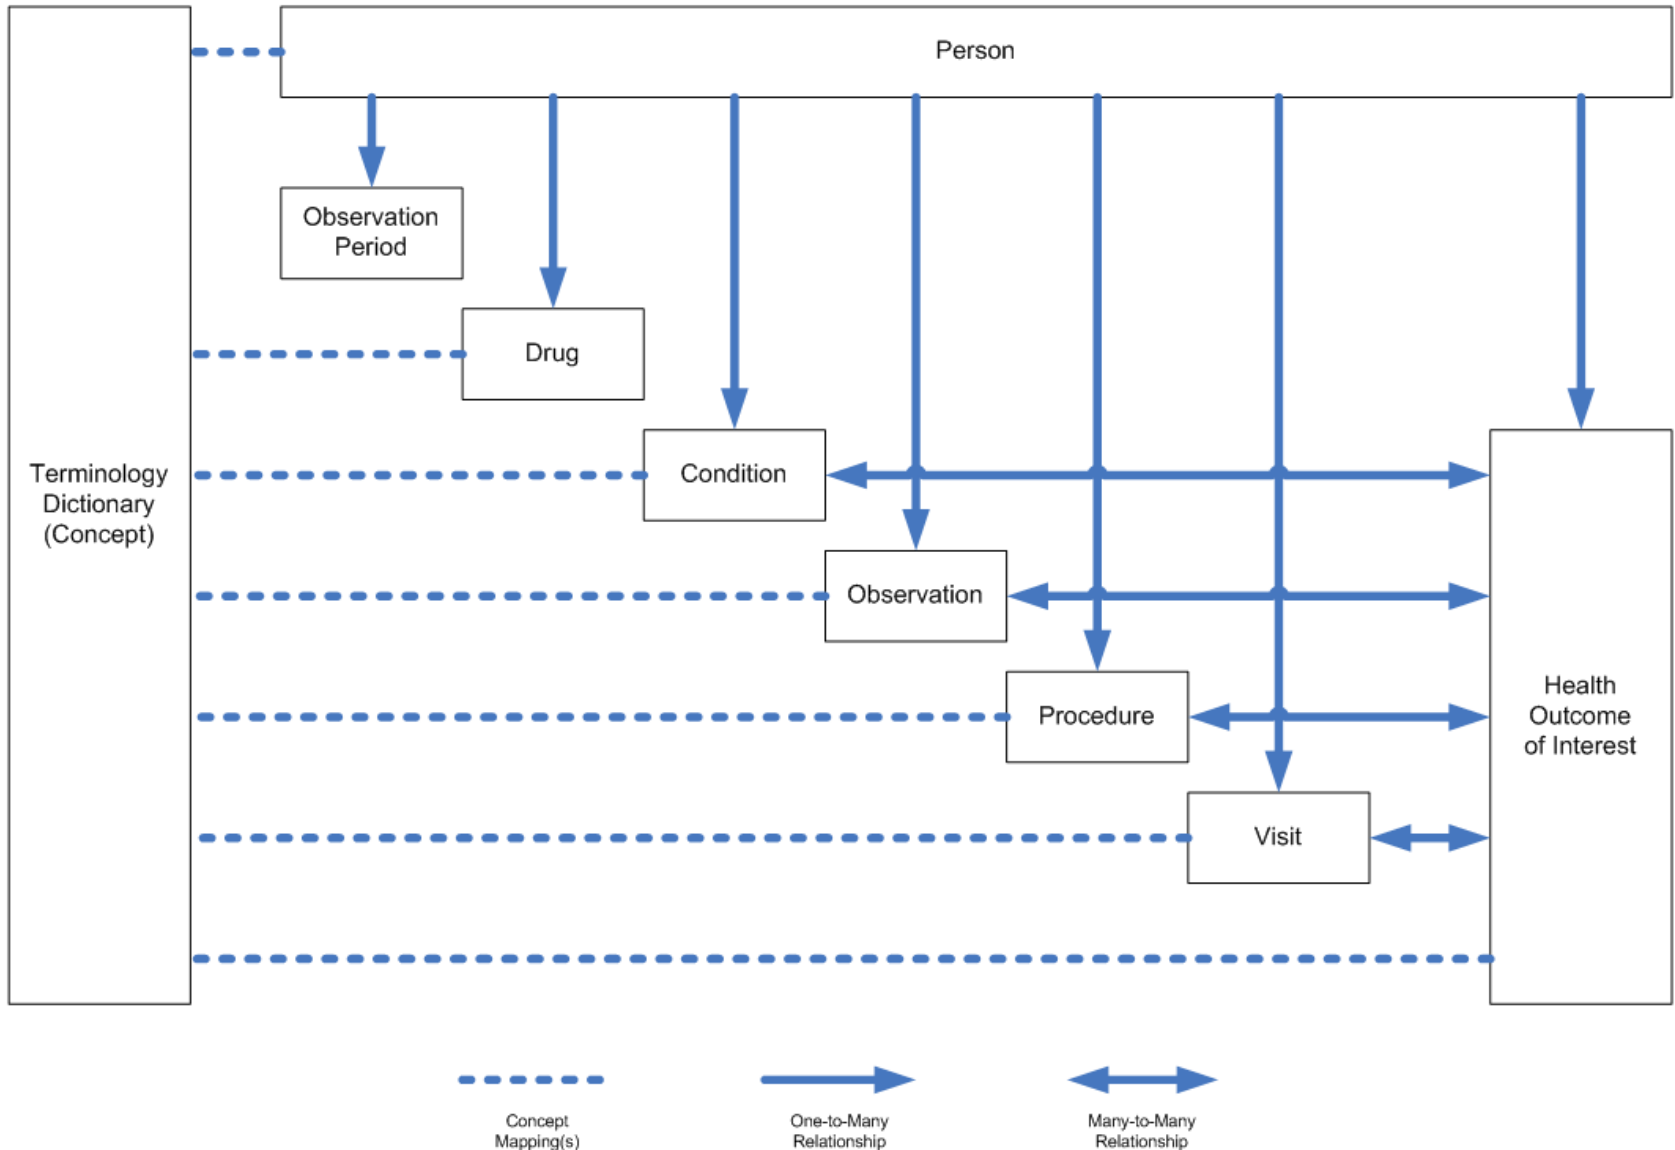 Person
Observation
Period
Drug
Terminology
Dictionary
(Concept)
Condition
Observation
Procedure
Health
Outcome
of Interest
Visit
Concept
Mapping(s)
One-to-Many
Relationship
Many-to-Many
Relationship